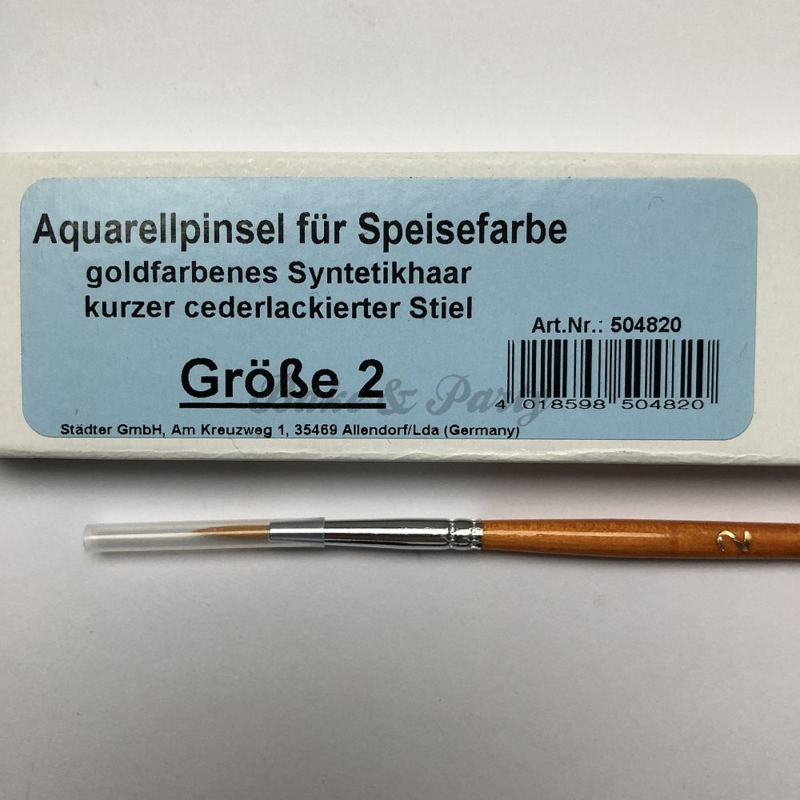 Aquarellpinsel für Speisefarbe
goldfarbenes Syntetikhaar
kurzer cederlackierter Stiel
Art.Nr.: 504820
Größe 2
& Party
4 018598 504820
Städter GmbH, Am Kreuzweg 1, 35469 Allendorf/Lda (Germany)
2